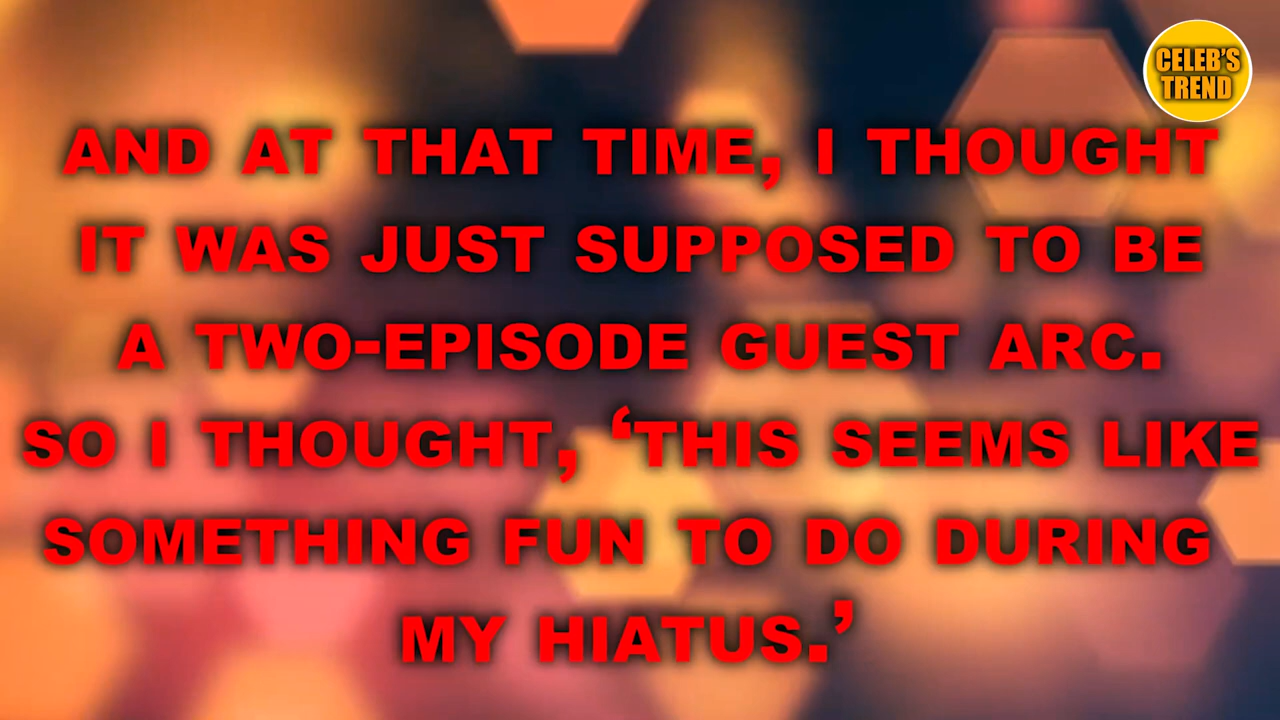 CELEB'S
TREND
AND AT THAT TIME, I THOUGHT
IT WAS JUST SUPPOSED TO BE
A TWO-EPISODE GUEST ARC.
SO I THOUGHT, ‘THIS SEEMS LIKE
SOMETHING FUN TO DO DURING
MY HIATUS.’